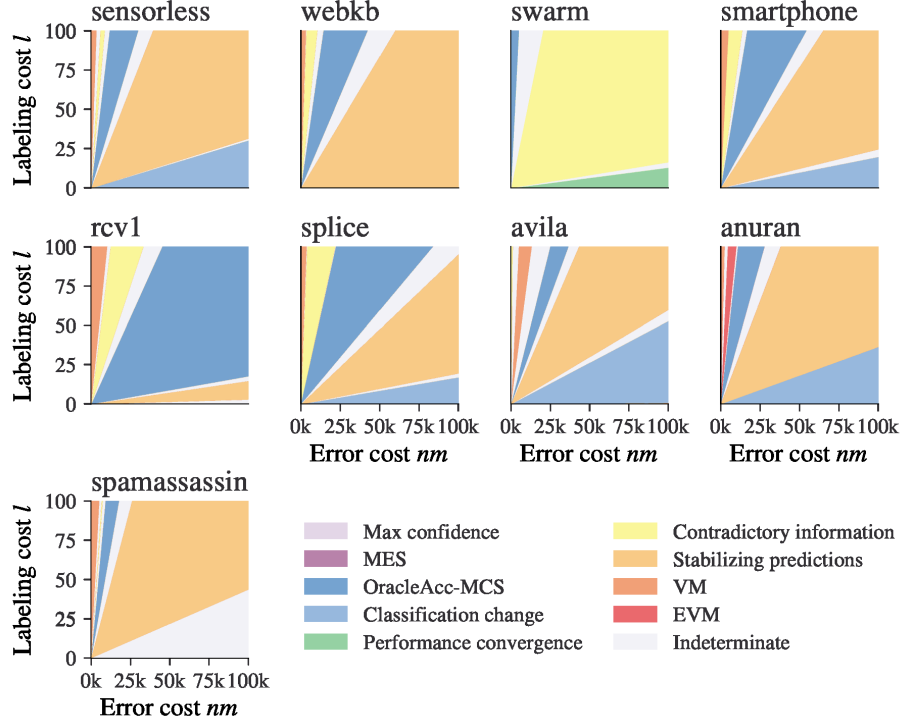 sensorless webkb swarm smartphone
100
75
50
25
0
Labeling cost l
rcv1 splice avila anuran
100
75
50
25
0
Labeling cost l
0k 25k 50k 75k 100k 0k 25k 50k 75k 100k 0k 25k 50k 75k 100k
Error cost nm Error cost nm Error cost nm
spamassassin
100
75
50
25
0
Labeling cost l
0k 25k 50k 75k 100k
Error cost nm
Max confidence
MES
OracleAcc-MCS
Classification change
Performance convergence
Contradictory information
Stabilizing predictions
VM
EVM
Indeterminate